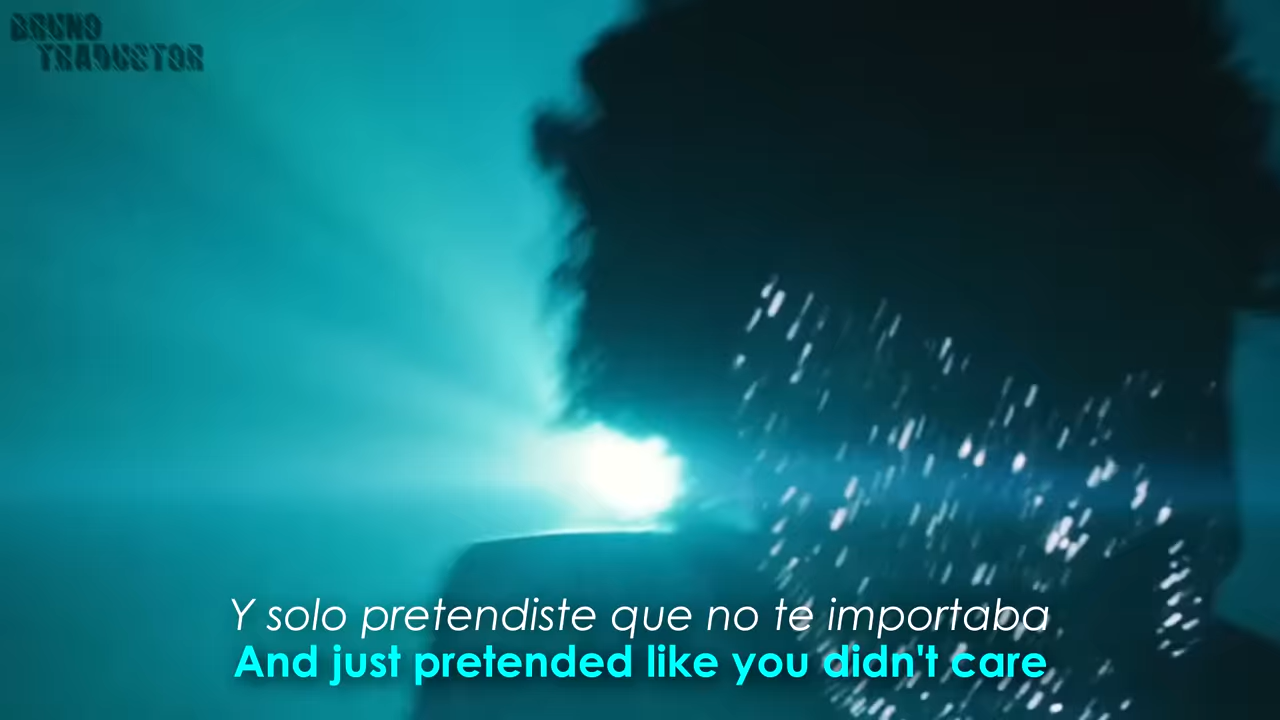 BRUNO
TRADUCTOR
Y solo pretendiste que no te importaba
And just pretended like you didn't care